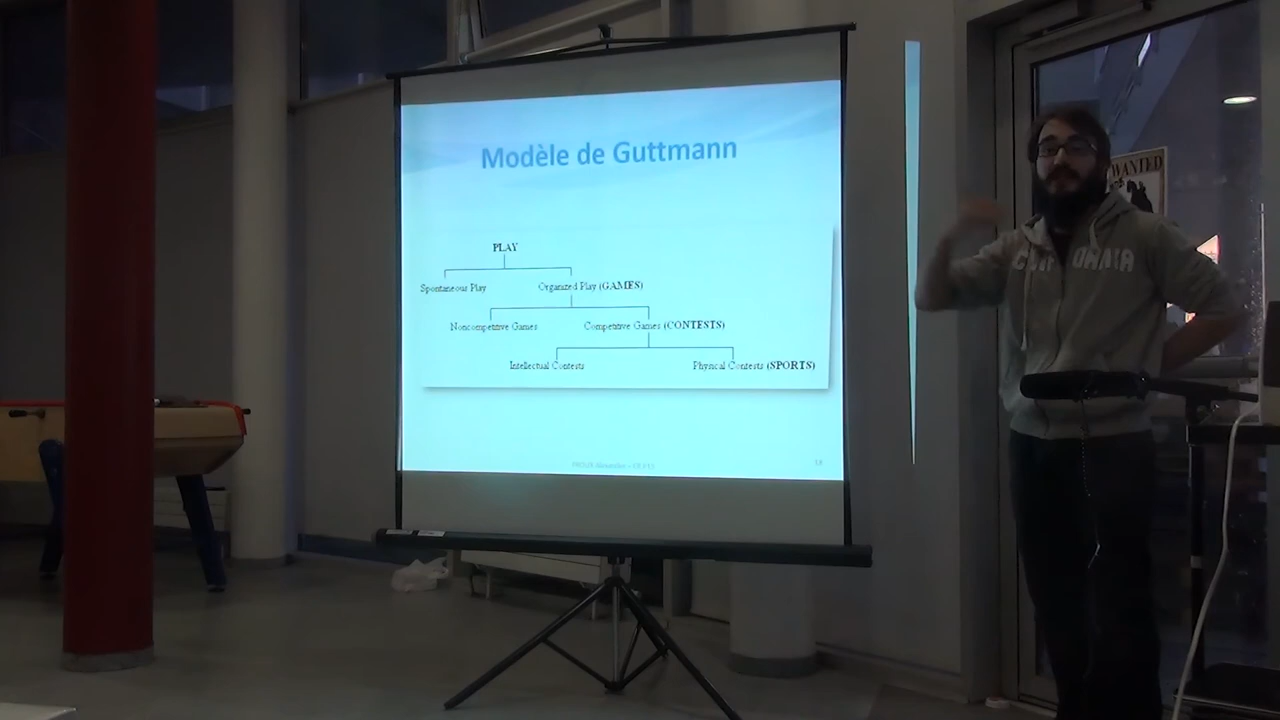 Modèle de Guttmann
PLAY
Spontaneous Play
Organized Play (GAMES)
Noncompetitive Games
Competitive Games (CONTESTS)
Intellectual Contests
Physical Contests (SPORTS)
WANTED